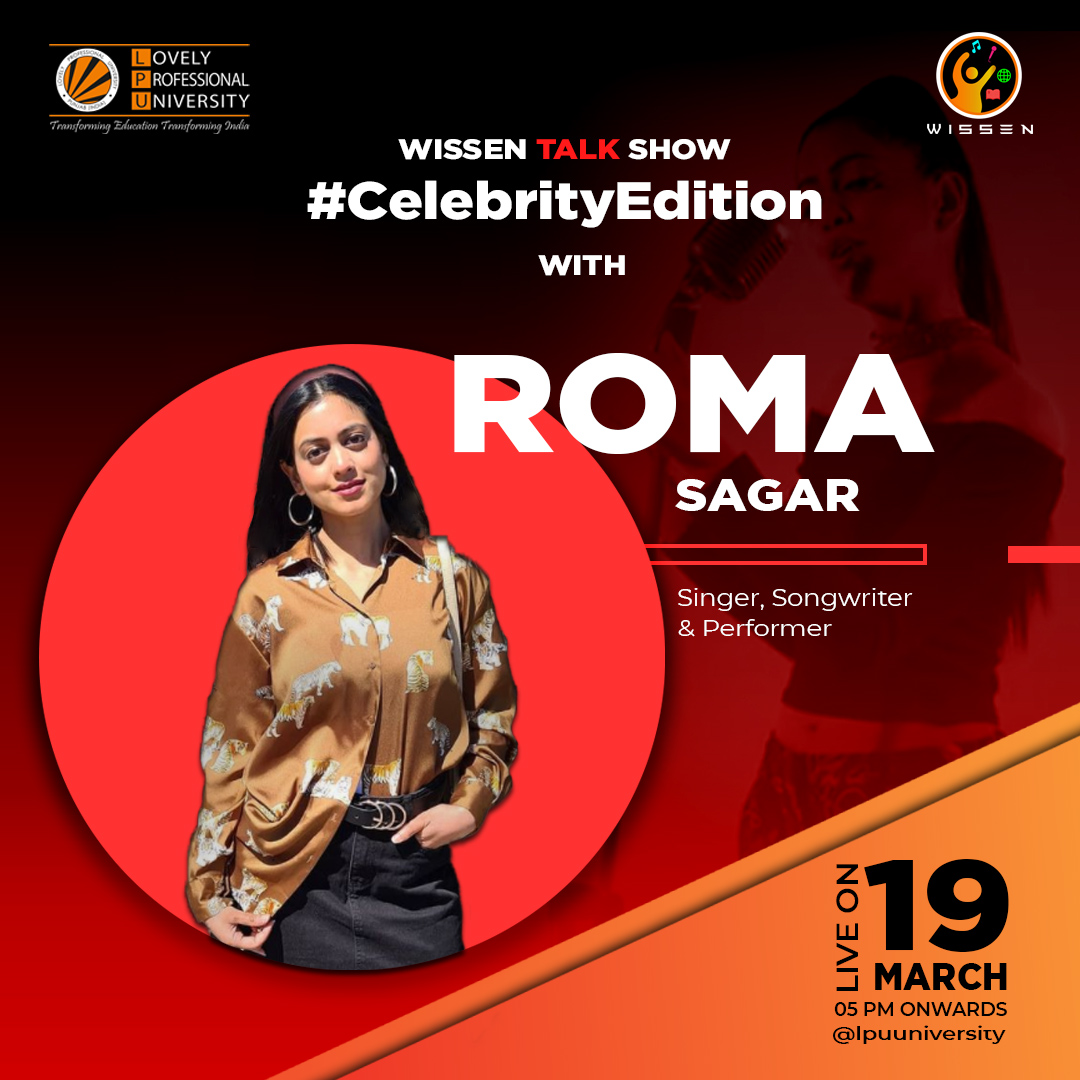 LOVELY
PROFESSIONAL
UNIVERSITY
Transforming Education Transforming India
WISSEN
WISSEN TALK SHOW
#CelebrityEdition
WITH
ROMA
SAGAR
Singer, Songwriter
& Performer
LIVE ON
19
MARCH
05 PM ONWARDS
@lpuuniversity